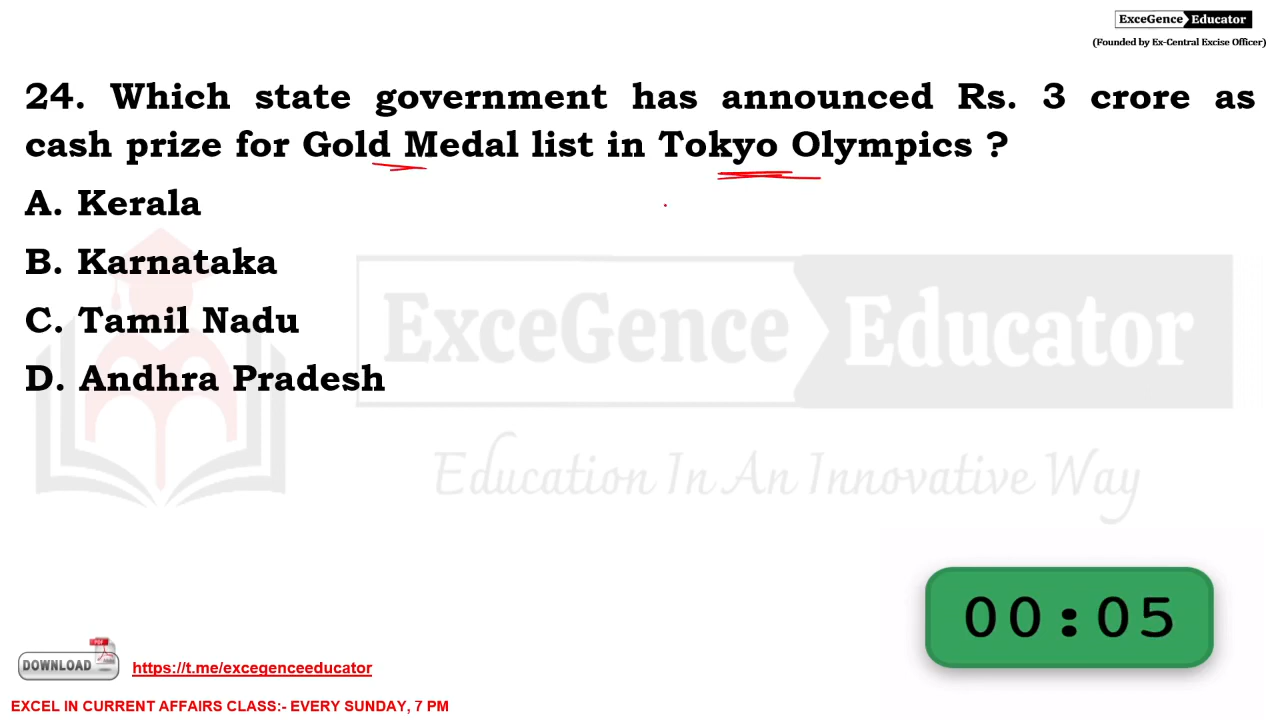 ExceGence Educator
(Founded by Ex-Central Excise Officer)
24. Which state government has announced Rs. 3 crore as
cash prize for Gold Medal list in Tokyo Olympics ?
A. Kerala
B. Karnataka
C. Tamil Nadu
D. Andhra Pradesh
ExceGence Educator
Education In An Innovative Way
00:05
PDF
DOWNLOAD
https://t.me/excegenceeducator
EXCEL IN CURRENT AFFAIRS CLASS:- EVERY SUNDAY, 7 PM